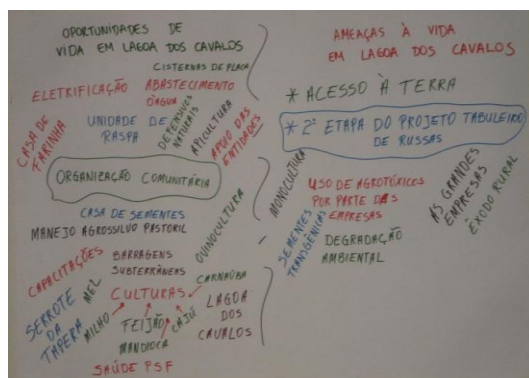 OPORTUNIDADES DE
VIDA EM LAGOA DOS CAVALOS
CISTERNAS DE PLACA
ELETRIFICAÇÃO
ABASTECIMENTO
D'ÁGUA
CASA DE
FARINHA
UNIDADE DE
RASPA
DEFENSIVOS
NATURAIS
APICULTURA
APOIO DAS
ENTIDADES
ORGANIZAÇÃO COMUNITÁRIA
CASA DE SEMENTES
MANEJO AGROSSILVO PASTORIL
OVINOCULTURA
CAPACITAÇÕES
BARRAGENS
SUBTERRÂNEAS
SERROTE
DA
TAPERA
MEL
CULTURAS
CARNAÚBA
MILHO
FEIJÃO
MANDIOCA
CAJÚ
LAGOA
DOS
CAVALOS
SAÚDE PSF
AMEAÇAS À VIDA
EM LAGOA DOS CAVALOS
* ACESSO À TERRA
* 2ª ETAPA DO PROJETO TABULEIRO
DE RUSSAS
MONOCULTURA
USO DE AGROTÓXICOS
POR PARTE DAS
EMPRESAS
SEMENTES
TRANSGÊNICAS
DEGRADAÇÃO
AMBIENTAL
AS GRANDES
EMPRESAS
ÊXODO RURAL